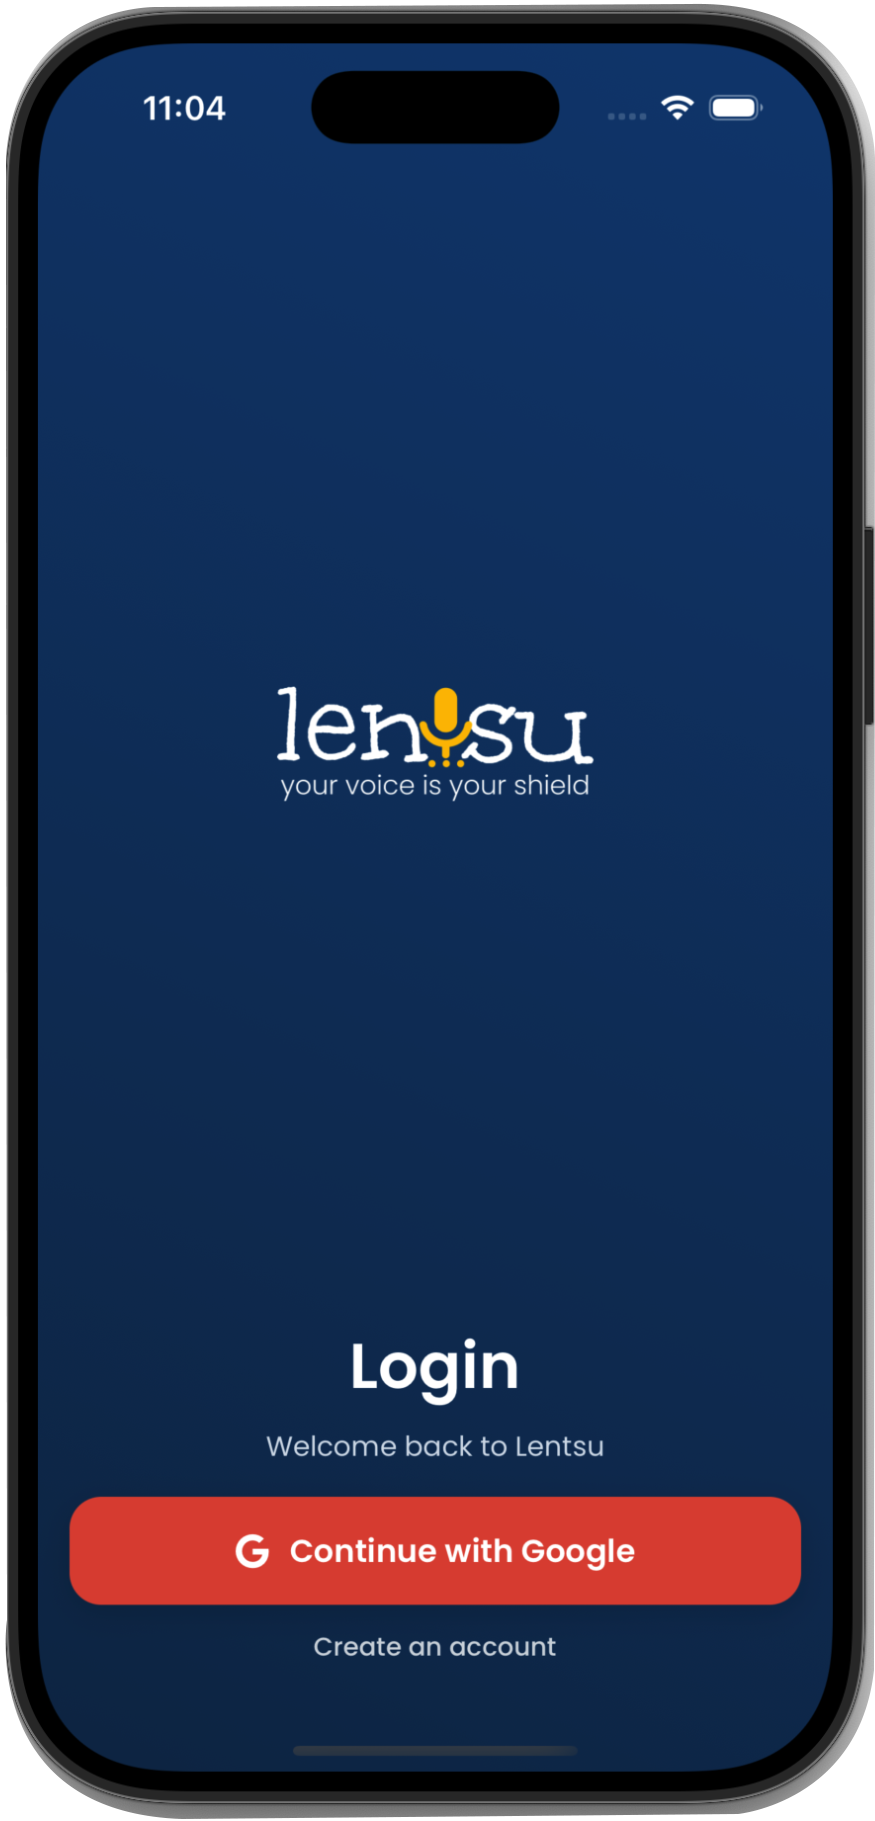 11:04
lentsu
your voice is your shield
Login
Welcome back to Lentsu
G Continue with Google
Create an account